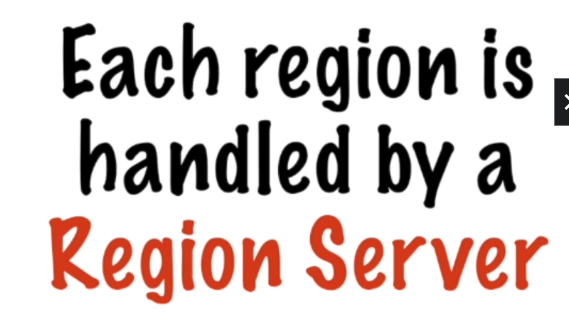 Each region is
handled by a
Region Server